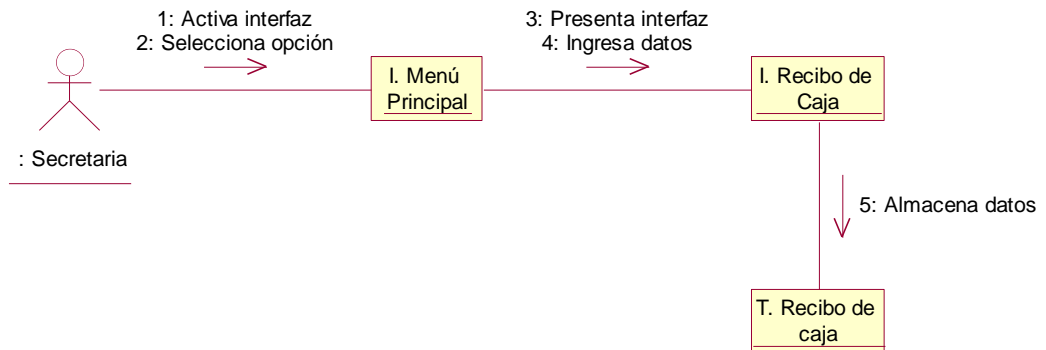 1: Activa interfaz
2: Selecciona opción
3: Presenta interfaz
4: Ingresa datos
I. Menú
Principal
I. Recibo de
Caja
: Secretaria
5: Almacena datos
T. Recibo de
caja